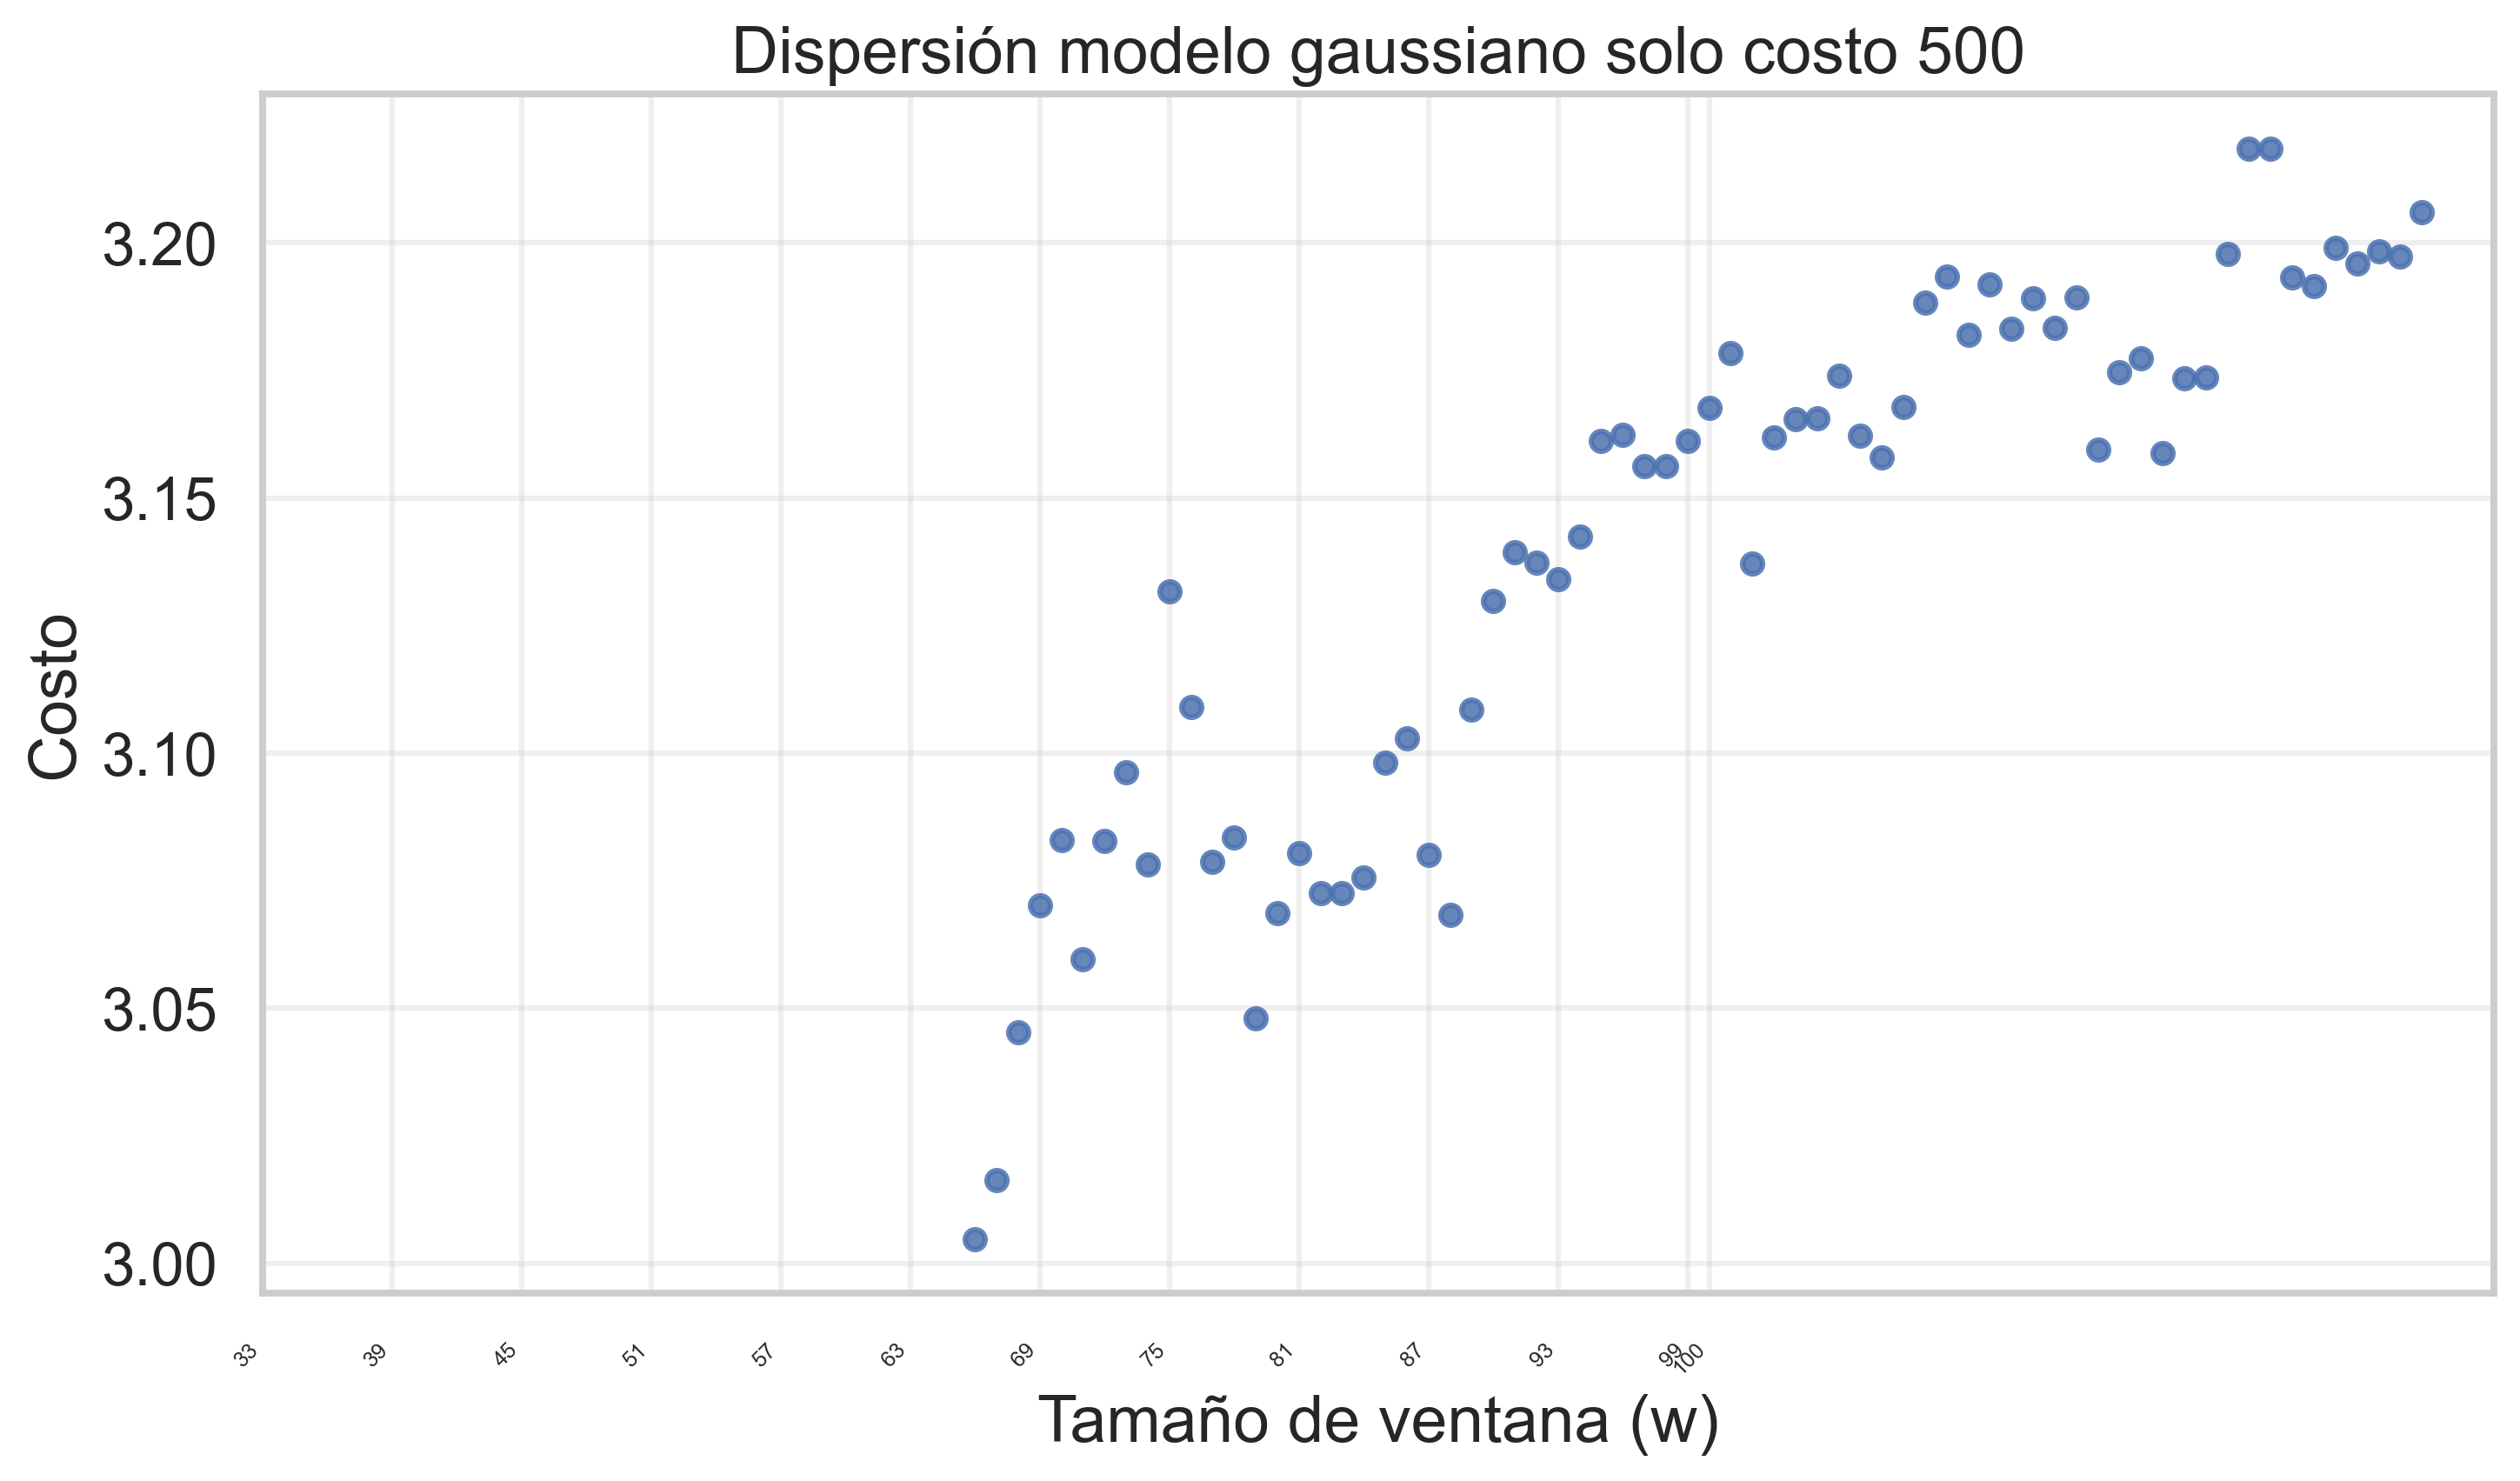 Dispersión modelo gaussiano solo costo 500
Costo
3.20
3.15
3.10
3.05
3.00
33 39 45 51 57 63 69 75 81 87 93 99 100
Tamaño de ventana (w)